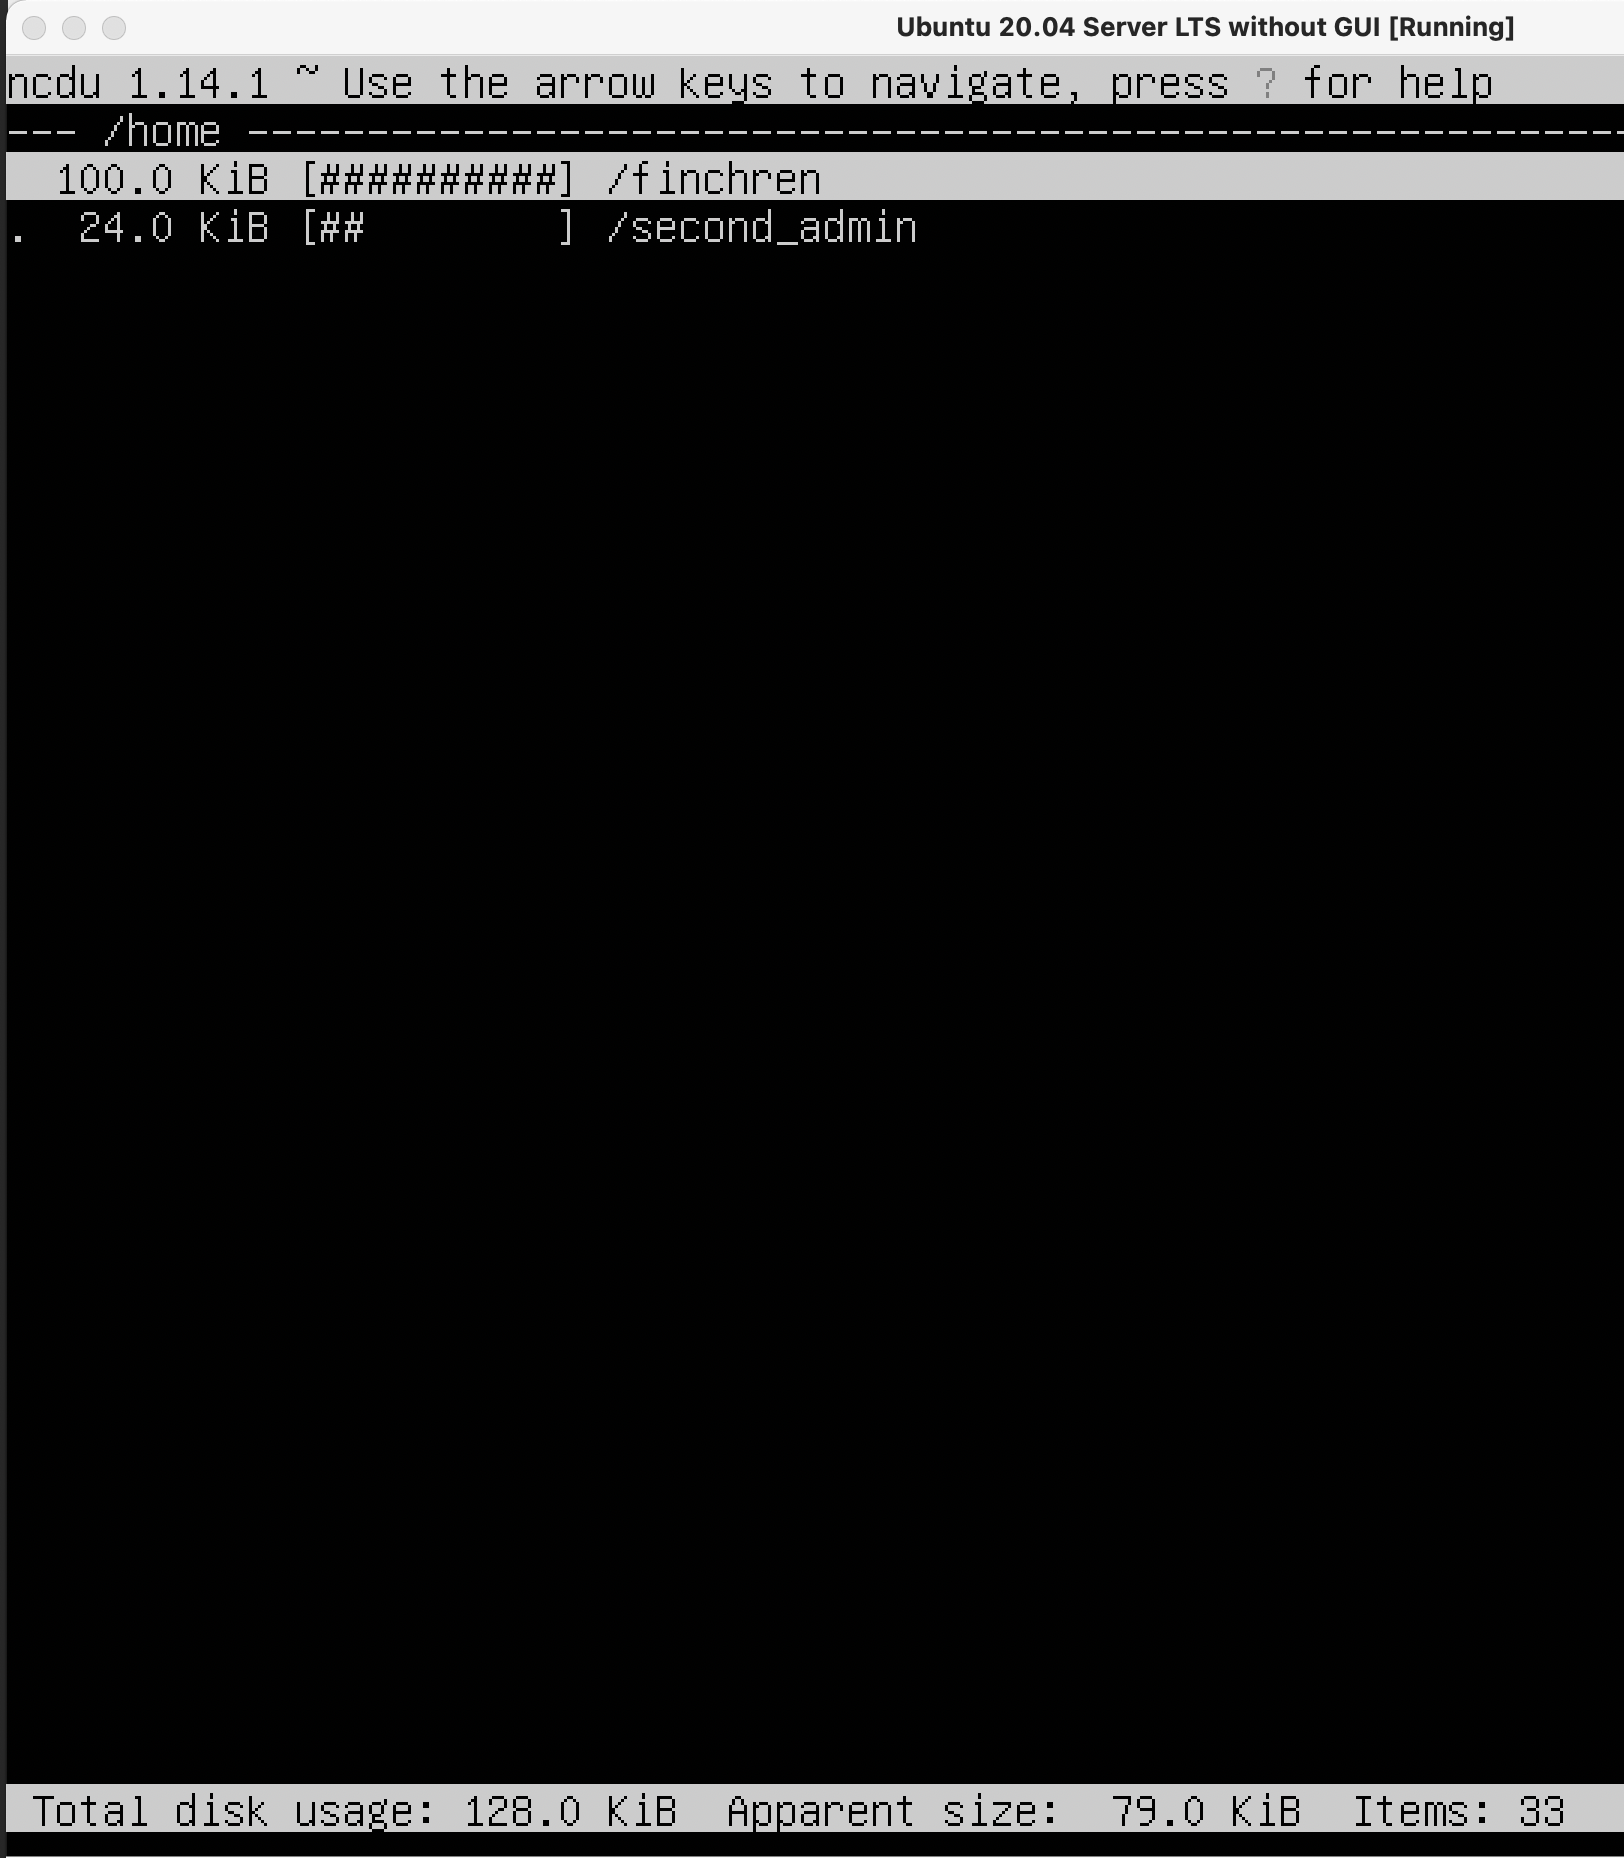 Ubuntu 20.04 Server LTS without GUI [Running]
ncdu 1.14.1 ~ Use the arrow keys to navigate, press ? for help
--- /home ----------------------------------------------------------
  100.0 KiB [##########] /finchren
.  24.0 KiB [##        ] /second_admin
Total disk usage: 128.0 KiB  Apparent size:  79.0 KiB  Items: 33